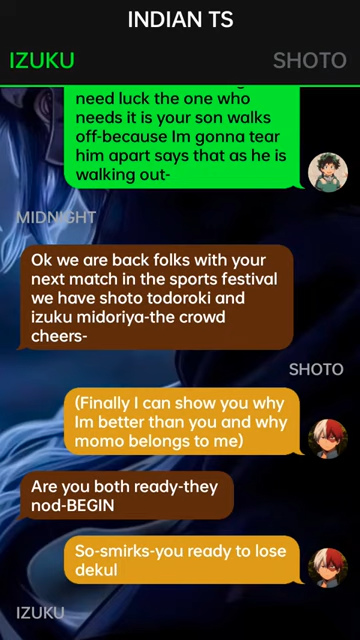 INDIAN TS
IZUKU
SHOTO
need luck the one who
needs it is your son walks
off-because Im gonna tear
him apart says that as he is
walking out-
MIDNIGHT
Ok we are back folks with your
next match in the sports festival
we have shoto todoroki and
izuku midoriya-the crowd
cheers-
SHOTO
(Finally I can show you why
Im better than you and why
momo belongs to me)
Are you both ready-they
nod-BEGIN
So-smirks-you ready to lose
dekul
IZUKU